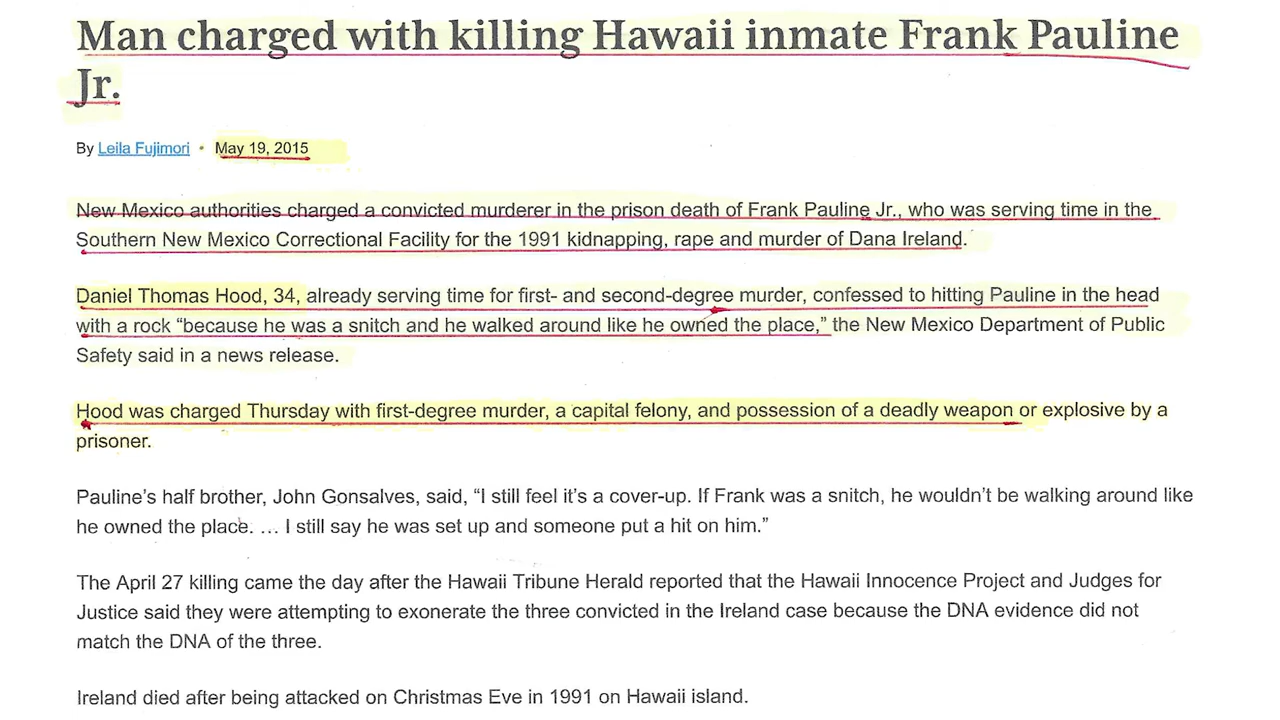 Man charged with killing Hawaii inmate Frank Pauline
Jr.
By Leila Fujimori • May 19, 2015
New Mexico authorities charged a convicted murderer in the prison death of Frank Pauline Jr., who was serving time in the
Southern New Mexico Correctional Facility for the 1991 kidnapping, rape and murder of Dana Ireland.
Daniel Thomas Hood, 34, already serving time for first- and second-degree murder, confessed to hitting Pauline in the head
with a rock “because he was a snitch and he walked around like he owned the place,” the New Mexico Department of Public
Safety said in a news release.
Hood was charged Thursday with first-degree murder, a capital felony, and possession of a deadly weapon or explosive by a
prisoner.
Pauline’s half brother, John Gonsalves, said, “I still feel it’s a cover-up. If Frank was a snitch, he wouldn’t be walking around like
he owned the place. … I still say he was set up and someone put a hit on him.”
The April 27 killing came the day after the Hawaii Tribune Herald reported that the Hawaii Innocence Project and Judges for
Justice said they were attempting to exonerate the three convicted in the Ireland case because the DNA evidence did not
match the DNA of the three.
Ireland died after being attacked on Christmas Eve in 1991 on Hawaii island.